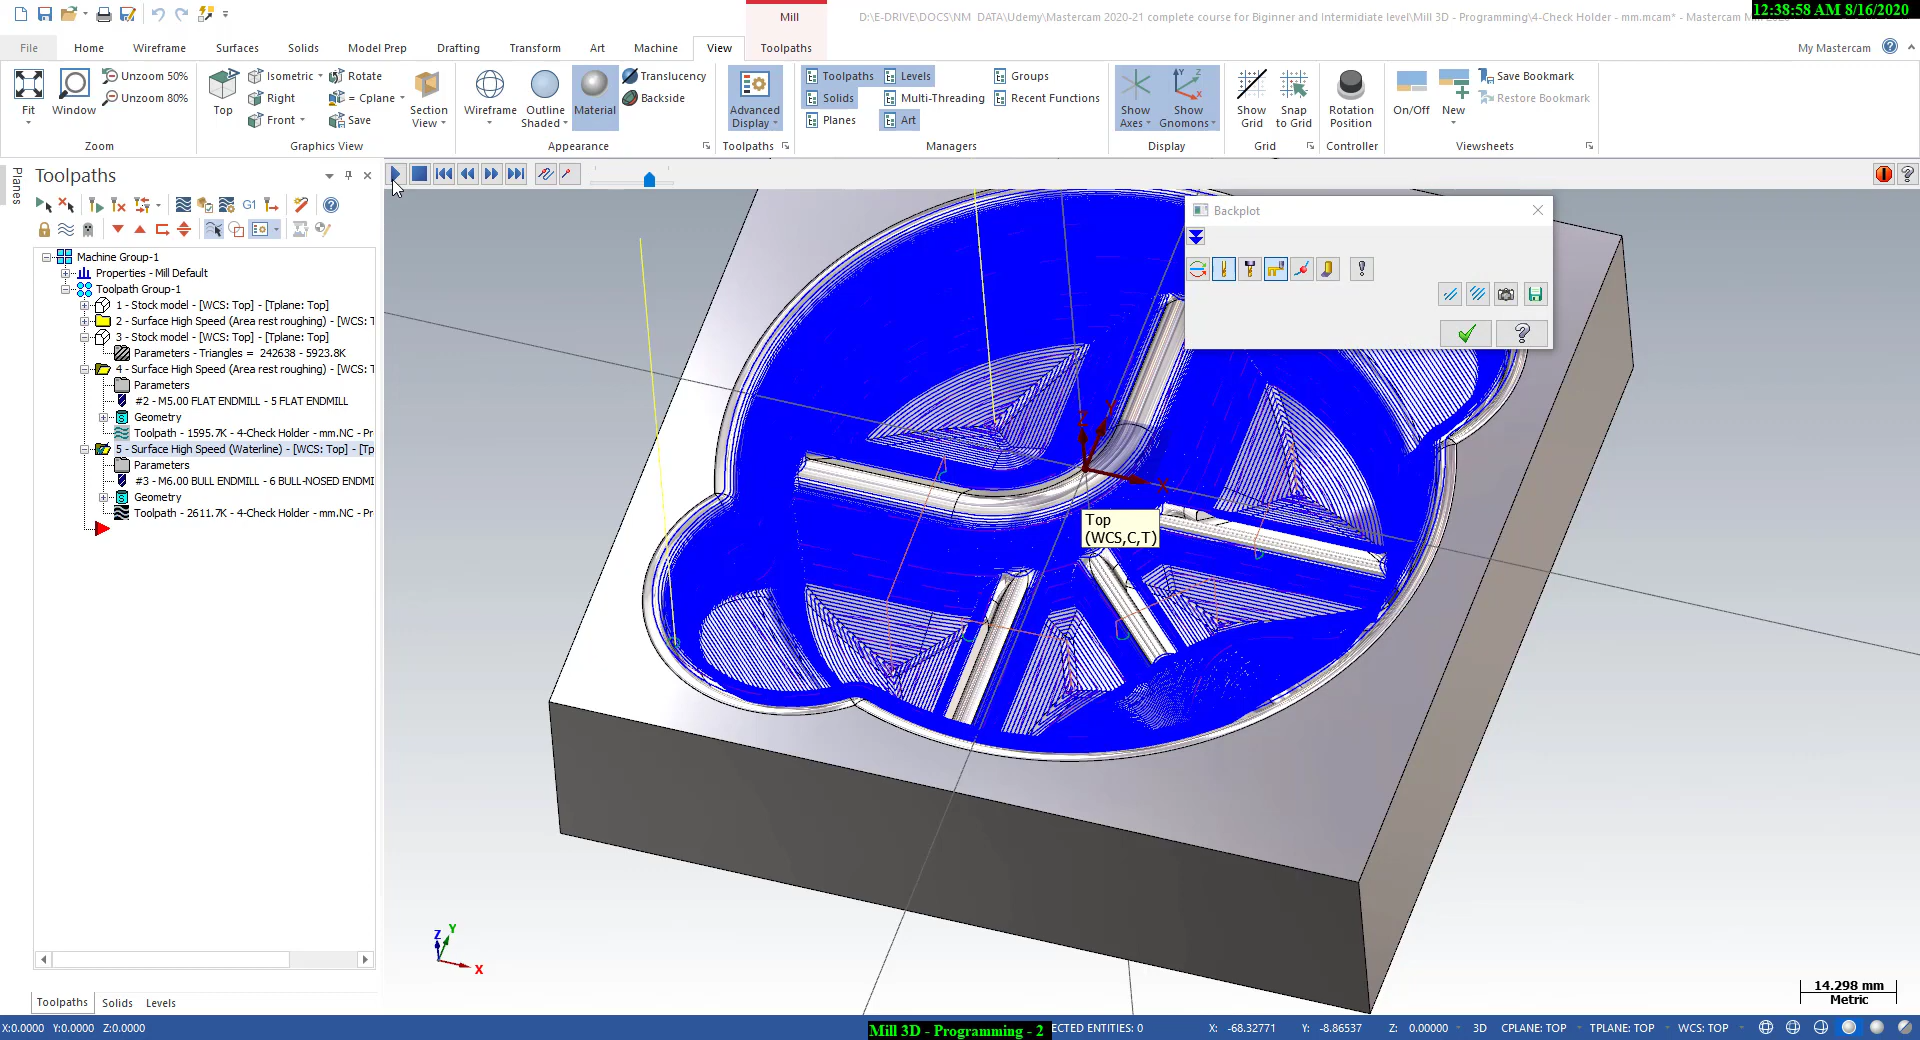 Mill
D:\E-DRIVE\DOCS\NM DATA\Udemy\Mastercam 2020-21 complete course for Biginner and Intirmidiate level\Mill 3D - Programming\4-Check Holder - mm.mcam* - Mastercam
12:38:58 AM 8/16/2020
File Home Wireframe Surfaces Solids Model Prep Drafting Transform Art Machine View Toolpaths My Mastercam
Fit
Window
Unzoom 50%
Unzoom 80%
Zoom
Top
Isometric
Right
Front
Rotate
= Cplane
Save
Section View
Graphics View
Wireframe
Outline Shaded
Material
Translucency
Backside
Appearance
Advanced Display
Toolpaths
Toolpaths
Solids
Planes
Levels
Multi-Threading
Art
Groups
Recent Functions
Managers
Show Axes
Show Gnomons
Display
Show Grid
Snap to Grid
Grid
Rotation Position
Controller
On/Off
New
Save Bookmark
Restore Bookmark
Viewsheets
Planes
Toolpaths
G1
Machine Group-1
Properties - Mill Default
Toolpath Group-1
1 - Stock model - [WCS: Top] - [Tplane: Top]
2 - Surface High Speed (Area rest roughing) - [WCS: T
3 - Stock model - [WCS: Top] - [Tplane: Top]
Parameters - Triangles = 242638 - 5923.8K
4 - Surface High Speed (Area rest roughing) - [WCS: T
Parameters
#2 - M5.00 FLAT ENDMILL - 5 FLAT ENDMILL
Geometry
Toolpath - 1595.7K - 4-Check Holder - mm.NC - Pr
5 - Surface High Speed (Waterline) - [WCS: Top] - [Tp
Parameters
#3 - M6.00 BULL ENDMILL - 6 BULL-NOSED ENDMI
Geometry
Toolpath - 2611.7K - 4-Check Holder - mm.NC - Pr
Toolpaths Solids Levels
Backplot
Z Y
X
Top
(WCS,C,T)
Z Y
X
14.298 mm
Metric
X:0.0000 Y:0.0000 Z:0.0000
Mill 3D - Programming - 2
ECTED ENTITIES: 0
X: -68.32771 Y: -8.86537 Z: 0.00000 3D CPLANE: TOP TPLANE: TOP WCS: TOP